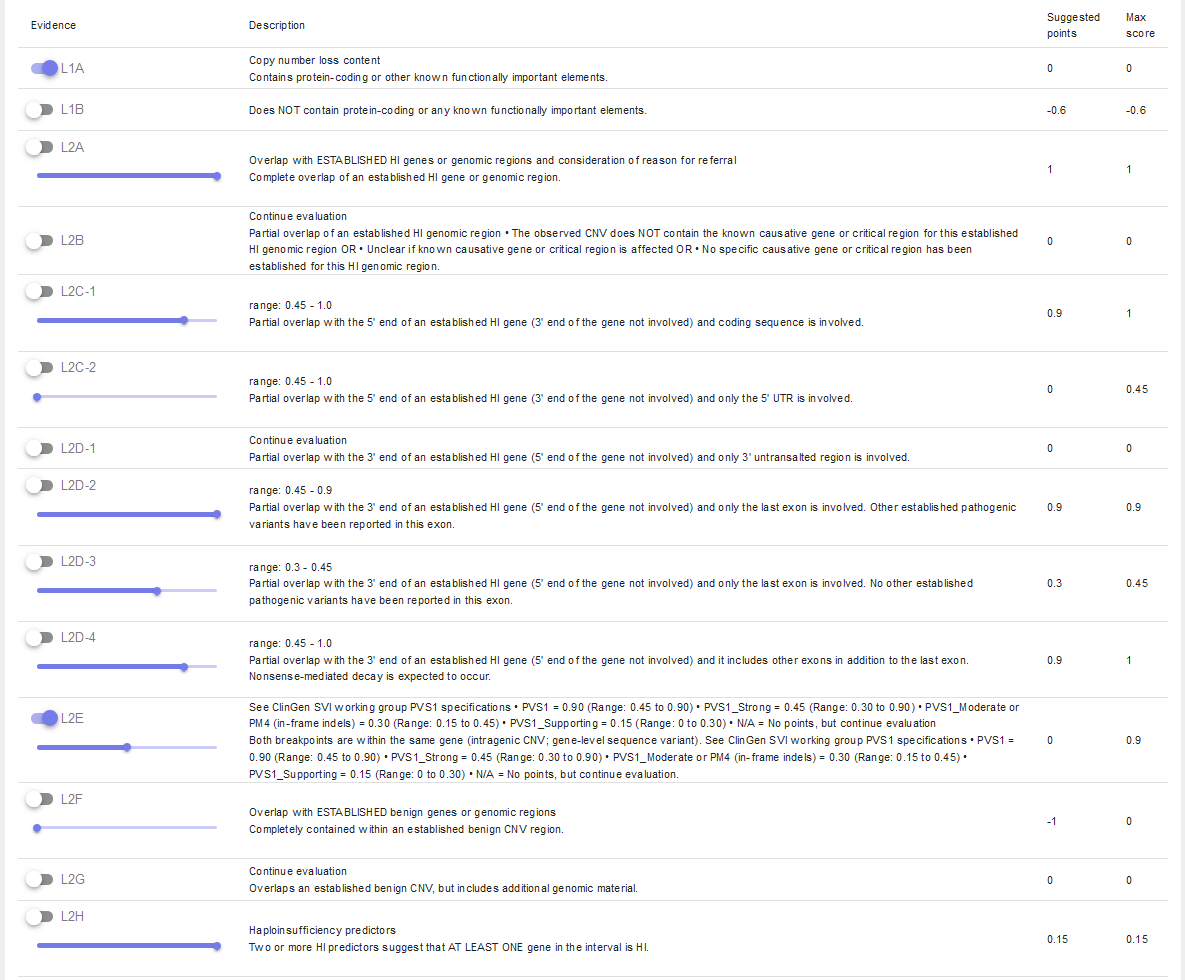 Evidence Description Suggested points Max score
L1A
Copy number loss content
Contains protein-coding or other known functionally important elements.
0 0
L1B
Does NOT contain protein-coding or any known functionally important elements.
-0.6 -0.6
L2A
Overlap with ESTABLISHED HI genes or genomic regions and consideration of reason for referral
Complete overlap of an established HI gene or genomic region.
1 1
L2B
Continue evaluation
Partial overlap of an established HI genomic region • The observed CNV does NOT contain the known causative gene or critical region for this established
HI genomic region OR • Unclear if known causative gene or critical region is affected OR • No specific causative gene or critical region has been
established for this HI genomic region.
0 0
L2C-1
range: 0.45 - 1.0
Partial overlap with the 5' end of an established HI gene (3' end of the gene not involved) and coding sequence is involved.
0.9 1
L2C-2
range: 0.45 - 1.0
Partial overlap with the 5' end of an established HI gene (3' end of the gene not involved) and only the 5' UTR is involved.
0 0.45
L2D-1
Continue evaluation
Partial overlap with the 3' end of an established HI gene (5' end of the gene not involved) and only 3' untransalted region is involved.
0 0
L2D-2
range: 0.45 - 0.9
Partial overlap with the 3' end of an established HI gene (5' end of the gene not involved) and only the last exon is involved. Other established pathogenic
variants have been reported in this exon.
0.9 0.9
L2D-3
range: 0.3 - 0.45
Partial overlap with the 3' end of an established HI gene (5' end of the gene not involved) and only the last exon is involved. No other established
pathogenic variants have been reported in this exon.
0.3 0.45
L2D-4
range: 0.45 - 1.0
Partial overlap with the 3' end of an established HI gene (5' end of the gene not involved) and it includes other exons in addition to the last exon.
Nonsense-mediated decay is expected to occur.
0.9 1
L2E
See ClinGen SVI working group PVS1 specifications • PVS1 = 0.90 (Range: 0.45 to 0.90) • PVS1_Strong = 0.45 (Range: 0.30 to 0.90) • PVS1_Moderate or
PM4 (in-frame indels) = 0.30 (Range: 0.15 to 0.45) • PVS1_Supporting = 0.15 (Range: 0 to 0.30) • N/A = No points, but continue evaluation
Both breakpoints are within the same gene (intragenic CNV; gene-level sequence variant). See ClinGen SVI working group PVS1 specifications • PVS1 =
0.90 (Range: 0.45 to 0.90) • PVS1_Strong = 0.45 (Range: 0.30 to 0.90) • PVS1_Moderate or PM4 (in-frame indels) = 0.30 (Range: 0.15 to 0.45) •
PVS1_Supporting = 0.15 (Range: 0 to 0.30) • N/A = No points, but continue evaluation.
0 0.9
L2F
Overlap with ESTABLISHED benign genes or genomic regions
Completely contained within an established benign CNV region.
-1 0
L2G
Continue evaluation
Overlaps an established benign CNV, but includes additional genomic material.
0 0
L2H
Haploinsufficiency predictors
Two or more HI predictors suggest that AT LEAST ONE gene in the interval is HI.
0.15 0.15